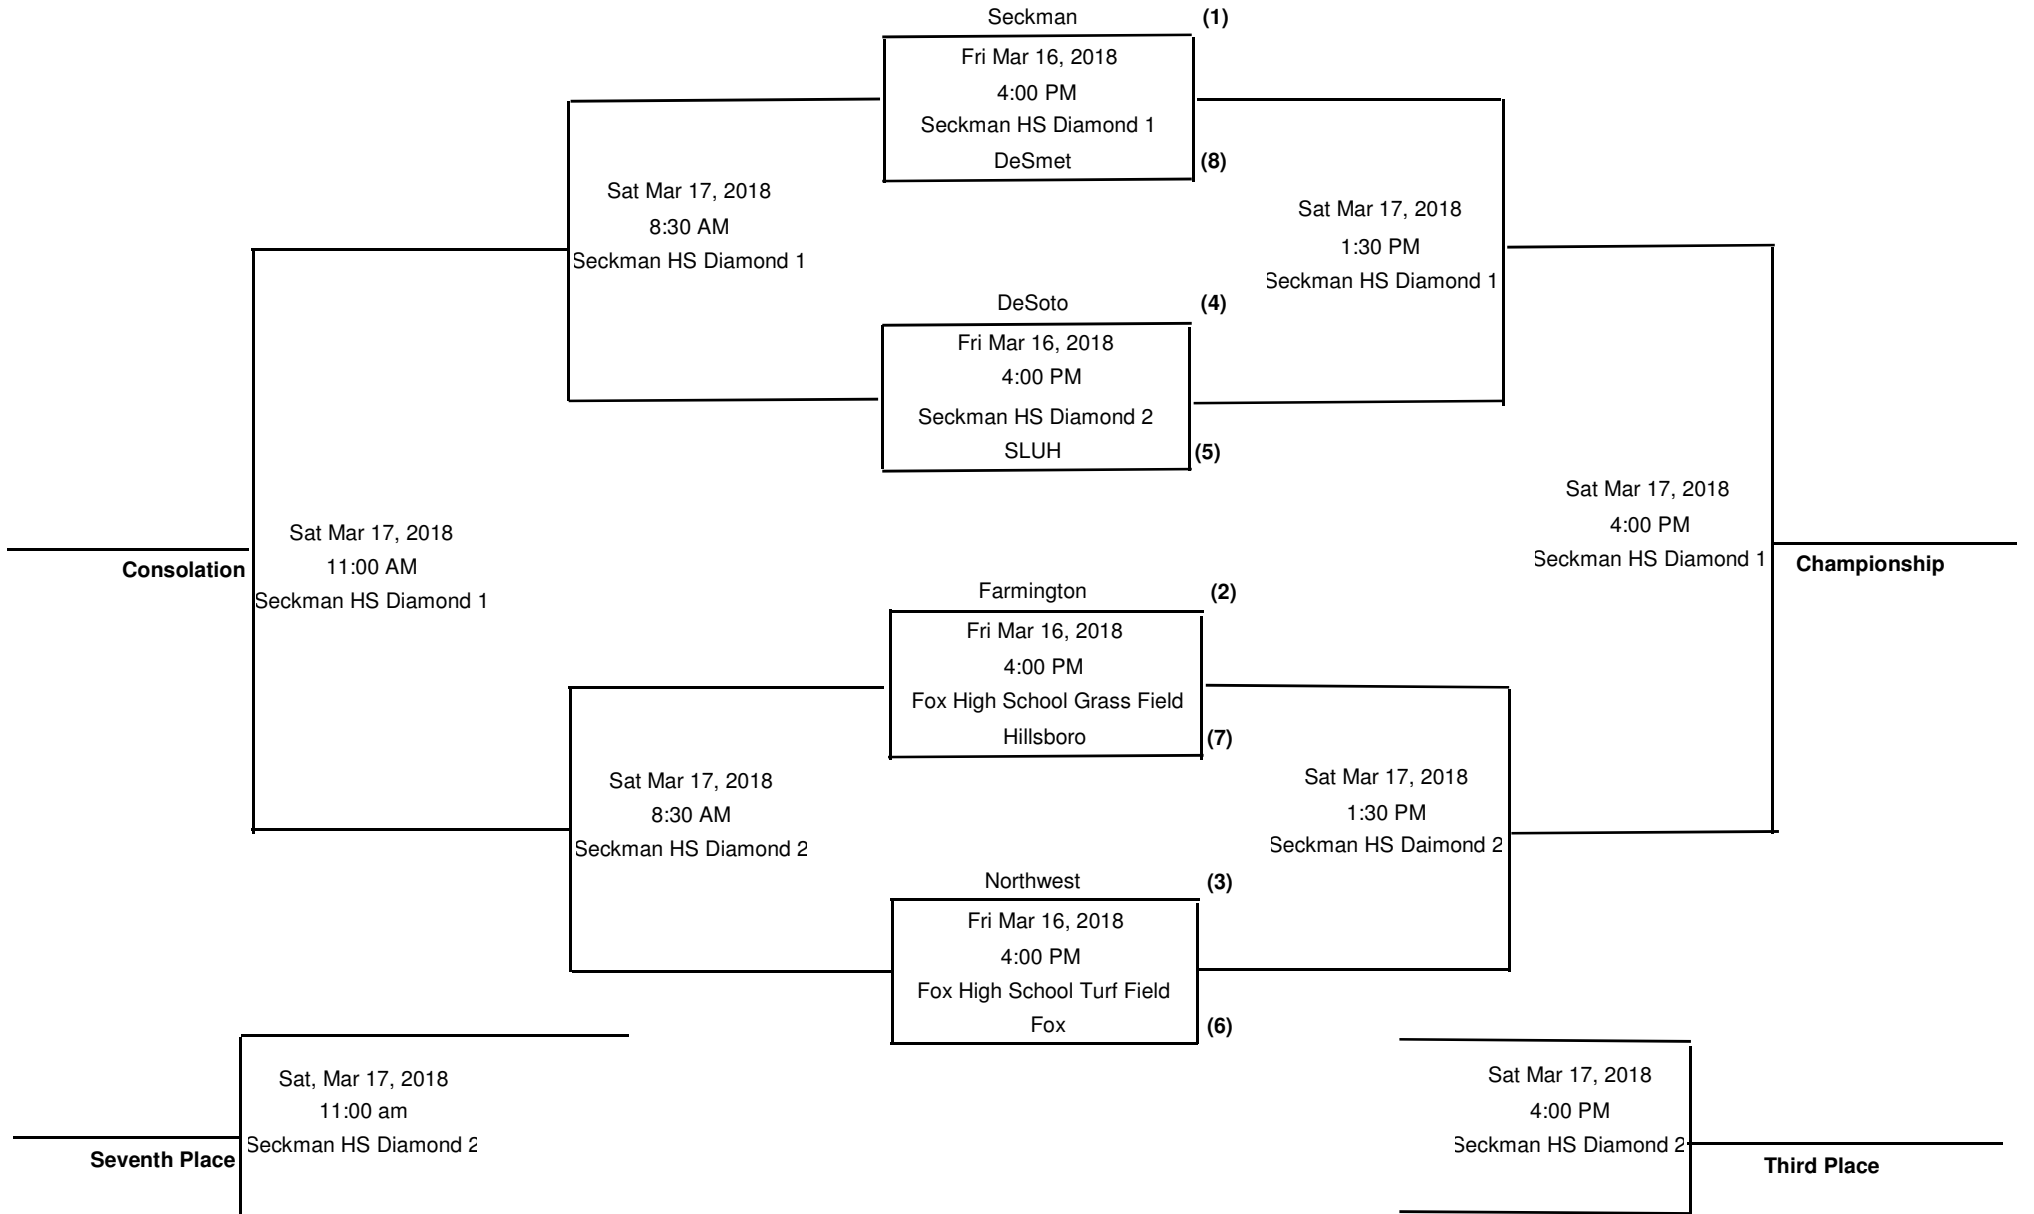 Seckman (1)
Fri Mar 16, 2018
4:00 PM
Seckman HS Diamond 1
DeSmet (8)
Sat Mar 17, 2018
8:30 AM
Seckman HS Diamond 1
Sat Mar 17, 2018
1:30 PM
Seckman HS Diamond 1
DeSoto (4)
Fri Mar 16, 2018
4:00 PM
Seckman HS Diamond 2
SLUH (5)
Sat Mar 17, 2018
11:00 AM
Seckman HS Diamond 1
Consolation
Sat Mar 17, 2018
4:00 PM
Seckman HS Diamond 1
Championship
Farmington (2)
Fri Mar 16, 2018
4:00 PM
Fox High School Grass Field
Hillsboro (7)
Sat Mar 17, 2018
8:30 AM
Seckman HS Diamond 2
Sat Mar 17, 2018
1:30 PM
Seckman HS Daimond 2
Northwest (3)
Fri Mar 16, 2018
4:00 PM
Fox High School Turf Field
Fox (6)
Sat, Mar 17, 2018
11:00 am
Seckman HS Diamond 2
Seventh Place
Sat Mar 17, 2018
4:00 PM
Seckman HS Diamond 2
Third Place